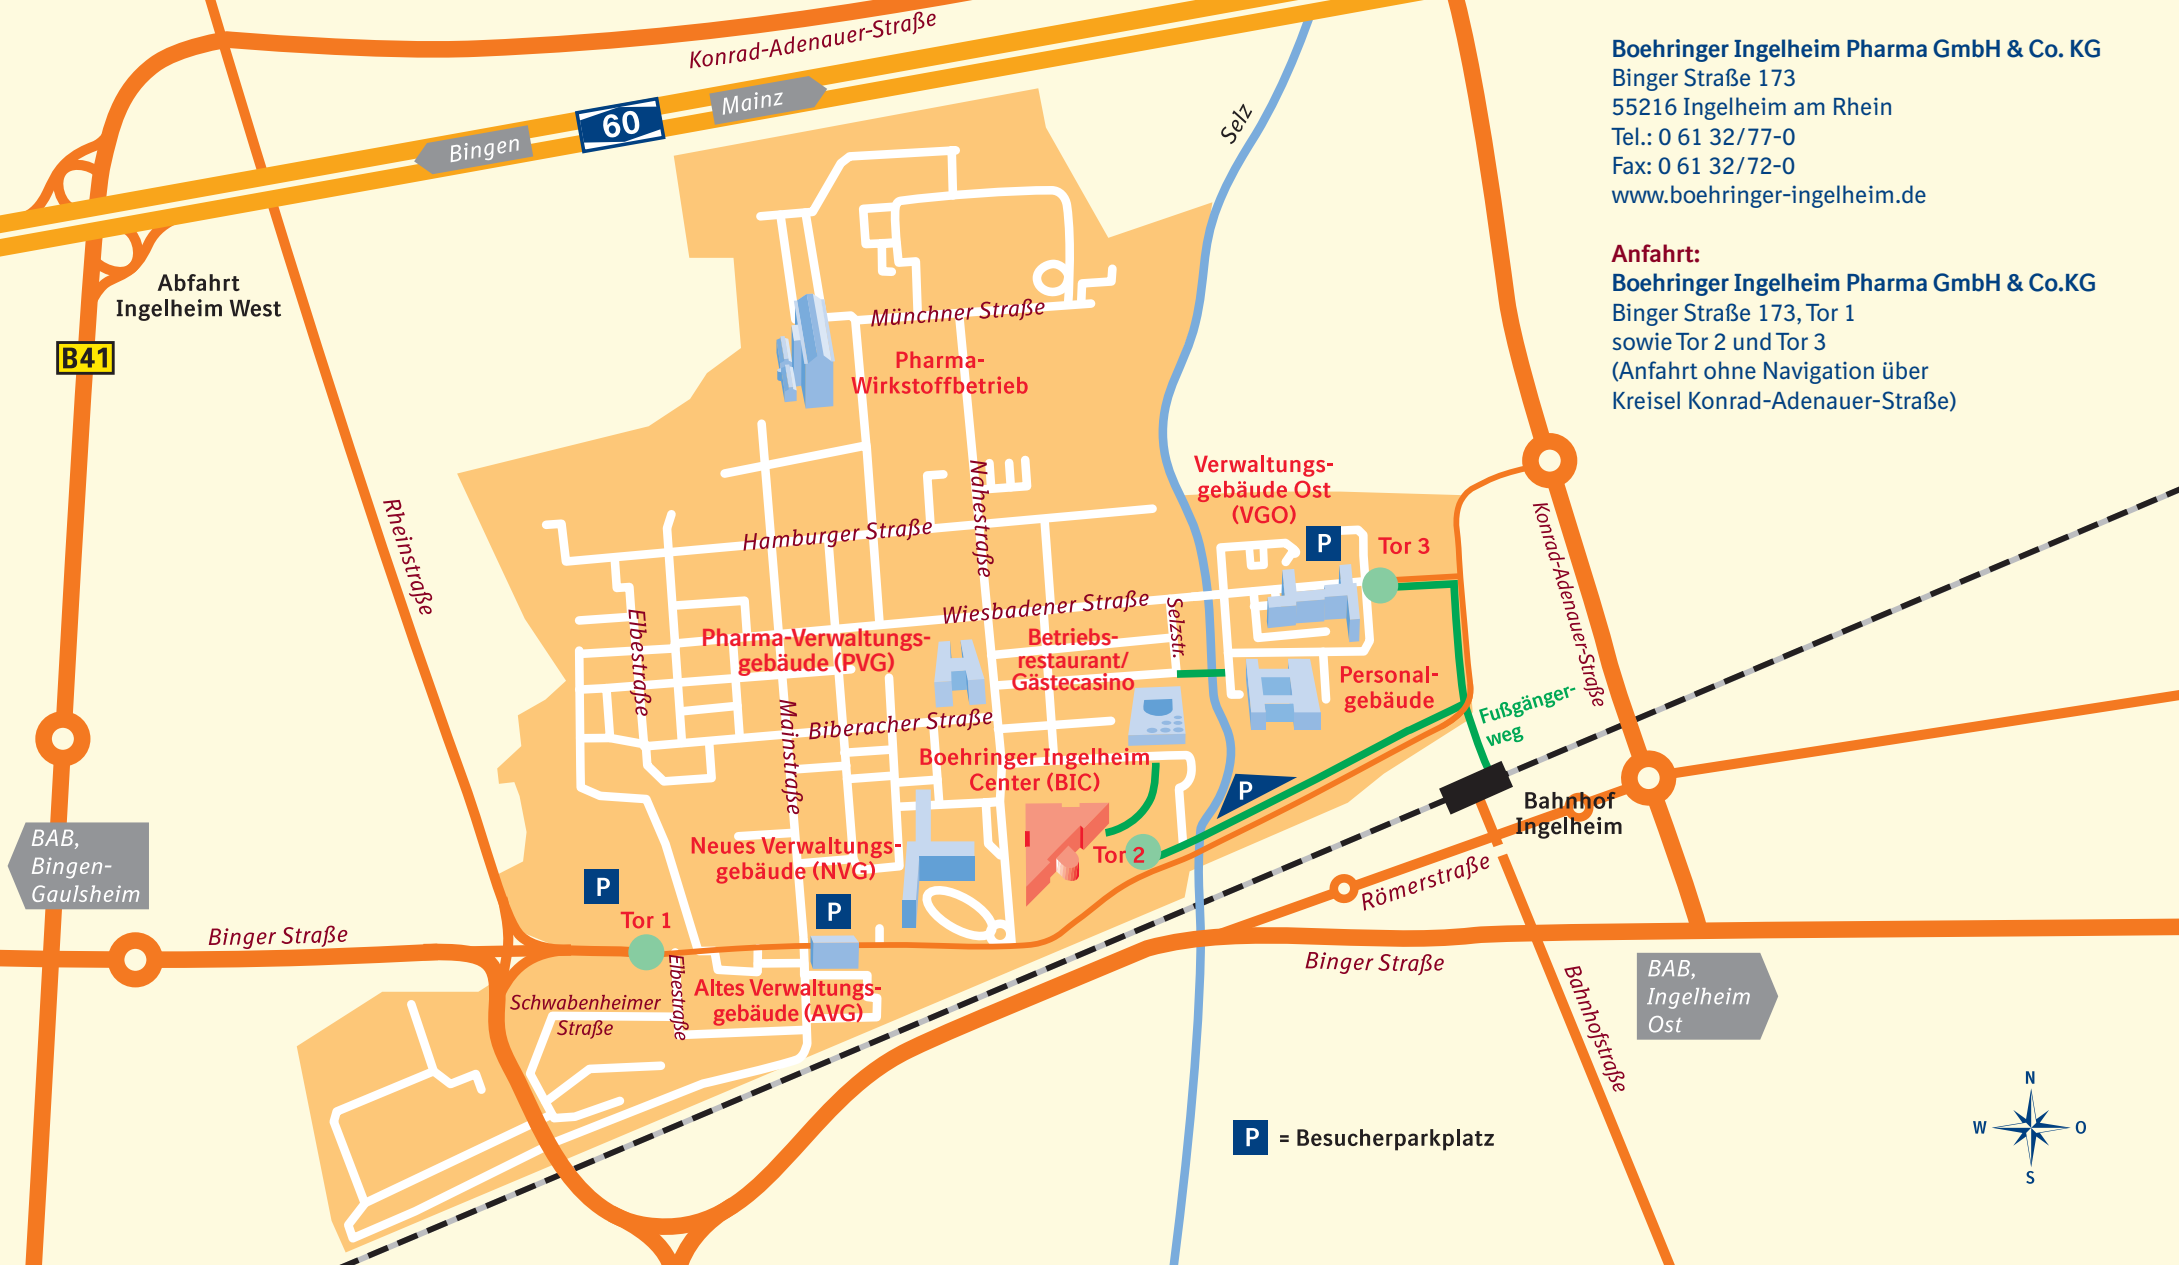 Konrad-Adenauer-Straße
Mainz
60
Bingen
Selz
Boehringer Ingelheim Pharma GmbH & Co. KG
Binger Straße 173
55216 Ingelheim am Rhein
Tel.: 0 61 32/77-0
Fax: 0 61 32/72-0
www.boehringer-ingelheim.de
Anfahrt:
Boehringer Ingelheim Pharma GmbH & Co.KG
Binger Straße 173, Tor 1
sowie Tor 2 und Tor 3
(Anfahrt ohne Navigation über
Kreisel Konrad-Adenauer-Straße)
Abfahrt
Ingelheim West
B41
Münchner Straße
Pharma-
Wirkstoffbetrieb
Rheinstraße
Nahestraße
Hamburger Straße
Verwaltungs-
gebäude Ost
(VGO)
P
Tor 3
Konrad-Adenauer-Straße
Elbestraße
Wiesbadener Straße
Selzstr.
Pharma-Verwaltungs-
gebäude (PVG)
Betriebs-
restaurant/
Gästecasino
Personal-
gebäude
Fußgänger-
weg
Mainstraße
Biberacher Straße
Boehringer Ingelheim
Center (BIC)
P
Bahnhof
Ingelheim
BAB,
Bingen-
Gaulsheim
Neues Verwaltungs-
gebäude (NVG)
Tor 2
Römerstraße
P
Tor 1
P
Binger Straße
Binger Straße
Elbestraße
Schwabenheimer
Straße
Altes Verwaltungs-
gebäude (AVG)
Bahnhofstraße
BAB,
Ingelheim
Ost
P = Besucherparkplatz
N
W
O
S